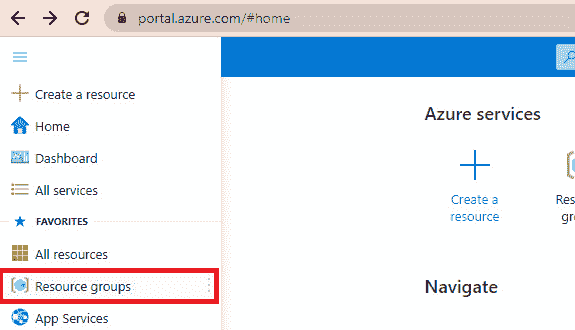 portal.azure.com/#home
Create a resource
Home
Dashboard
All services
FAVORITES
All resources
Resource groups
App Services
Azure services
Create a
resource
Res
gr
Navigate